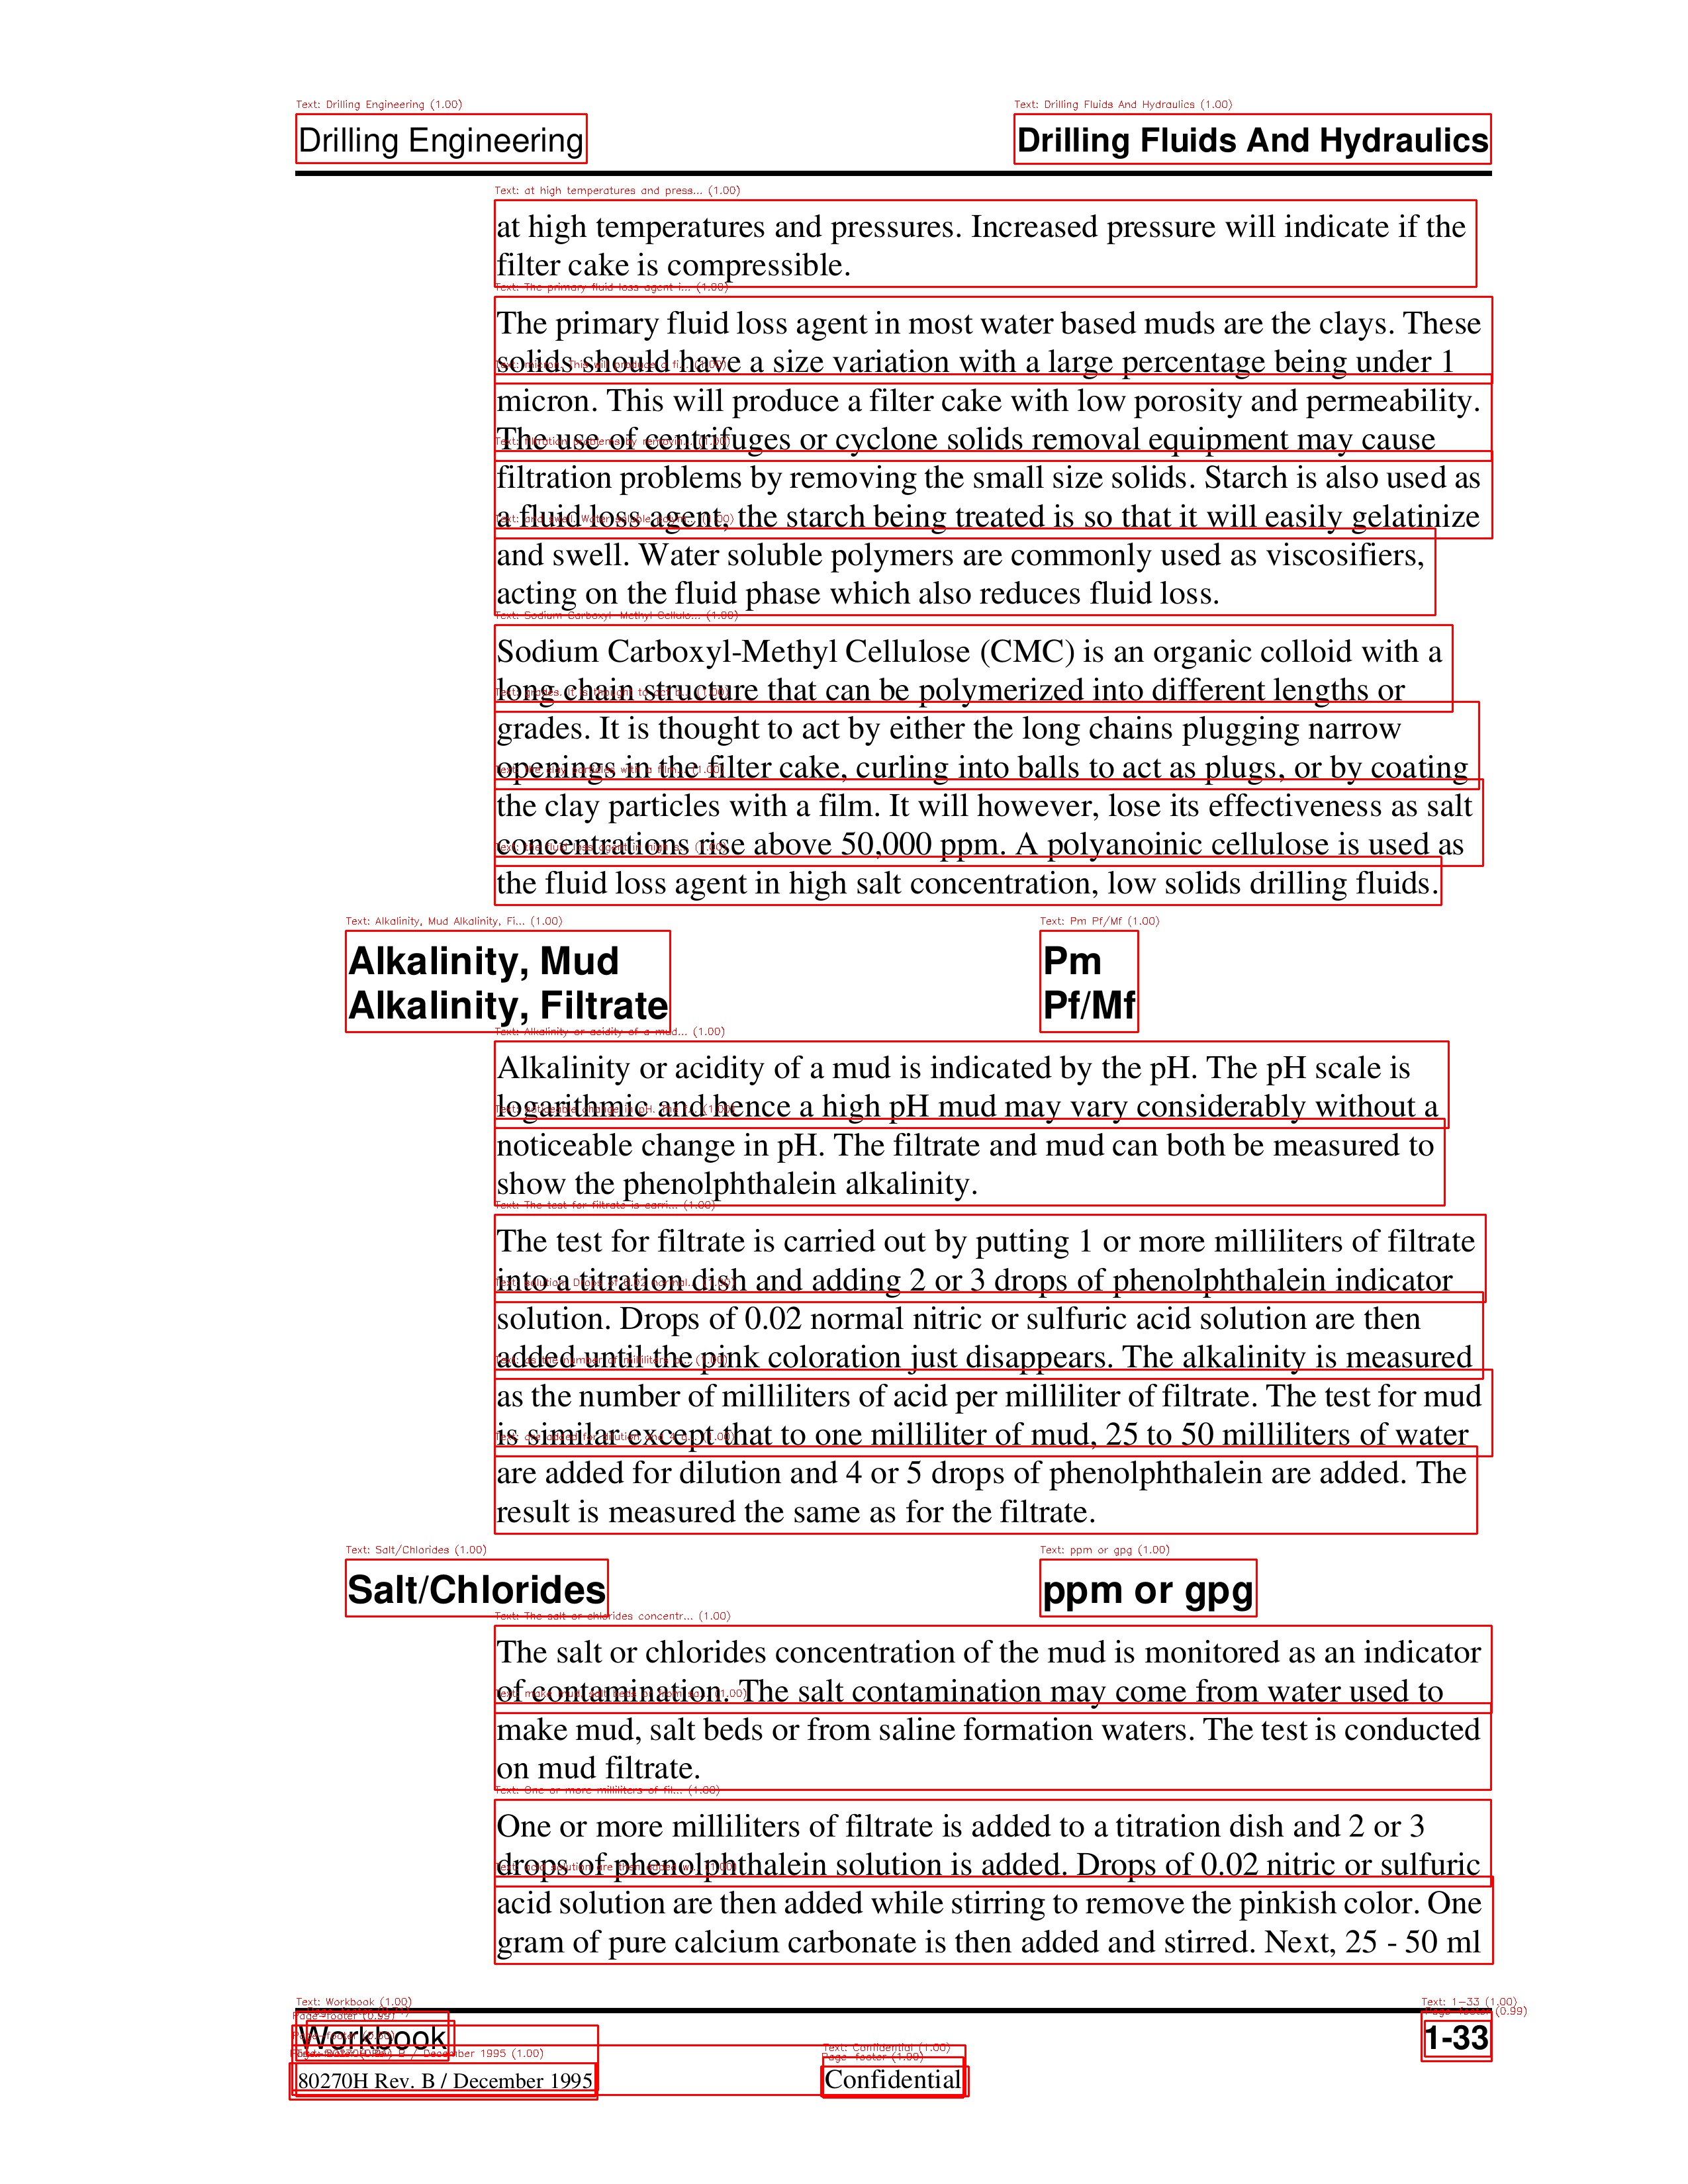 Drilling Engineering
Drilling Fluids And Hydraulics
at high temperatures and pressures. Increased pressure will indicate if the
filter cake is compressible.
The primary fluid loss agent in most water based muds are the clays. These
solids should have a size variation with a large percentage being under 1
micron. This will produce a filter cake with low porosity and permeability.
The use of centrifuges or cyclone solids removal equipment may cause
filtration problems by removing the small size solids. Starch is also used as
a fluid loss agent, the starch being treated is so that it will easily gelatinize
and swell. Water soluble polymers are commonly used as viscosifiers,
acting on the fluid phase which also reduces fluid loss.
Sodium Carboxyl-Methyl Cellulose (CMC) is an organic colloid with a
long chain structure that can be polymerized into different lengths or
grades. It is thought to act by either the long chains plugging narrow
openings in the filter cake, curling into balls to act as plugs, or by coating
the clay particles with a film. It will however, lose its effectiveness as salt
concentrations rise above 50,000 ppm. A polyanoinic cellulose is used as
the fluid loss agent in high salt concentration, low solids drilling fluids.
Alkalinity, Mud
Pm
Alkalinity, Filtrate
Pf/Mf
Alkalinity or acidity of a mud is indicated by the pH. The pH scale is
logarithmic and hence a high pH mud may vary considerably without a
noticeable change in pH. The filtrate and mud can both be measured to
show the phenolphthalein alkalinity.
The test for filtrate is carried out by putting 1 or more milliliters of filtrate
into a titration dish and adding 2 or 3 drops of phenolphthalein indicator
solution. Drops of 0.02 normal nitric or sulfuric acid solution are then
added until the pink coloration just disappears. The alkalinity is measured
as the number of milliliters of acid per milliliter of filtrate. The test for mud
is similar except that to one milliliter of mud, 25 to 50 milliliters of water
are added for dilution and 4 or 5 drops of phenolphthalein are added. The
result is measured the same as for the filtrate.
Salt/Chlorides
ppm or gpg
The salt or chlorides concentration of the mud is monitored as an indicator
of contamination. The salt contamination may come from water used to
make mud, salt beds or from saline formation waters. The test is conducted
on mud filtrate.
One or more milliliters of filtrate is added to a titration dish and 2 or 3
drops of phenolphthalein solution is added. Drops of 0.02 nitric or sulfuric
acid solution are then added while stirring to remove the pinkish color. One
gram of pure calcium carbonate is then added and stirred. Next, 25 - 50 ml
Workbook
1-33
80270H Rev. B / December 1995
Confidential